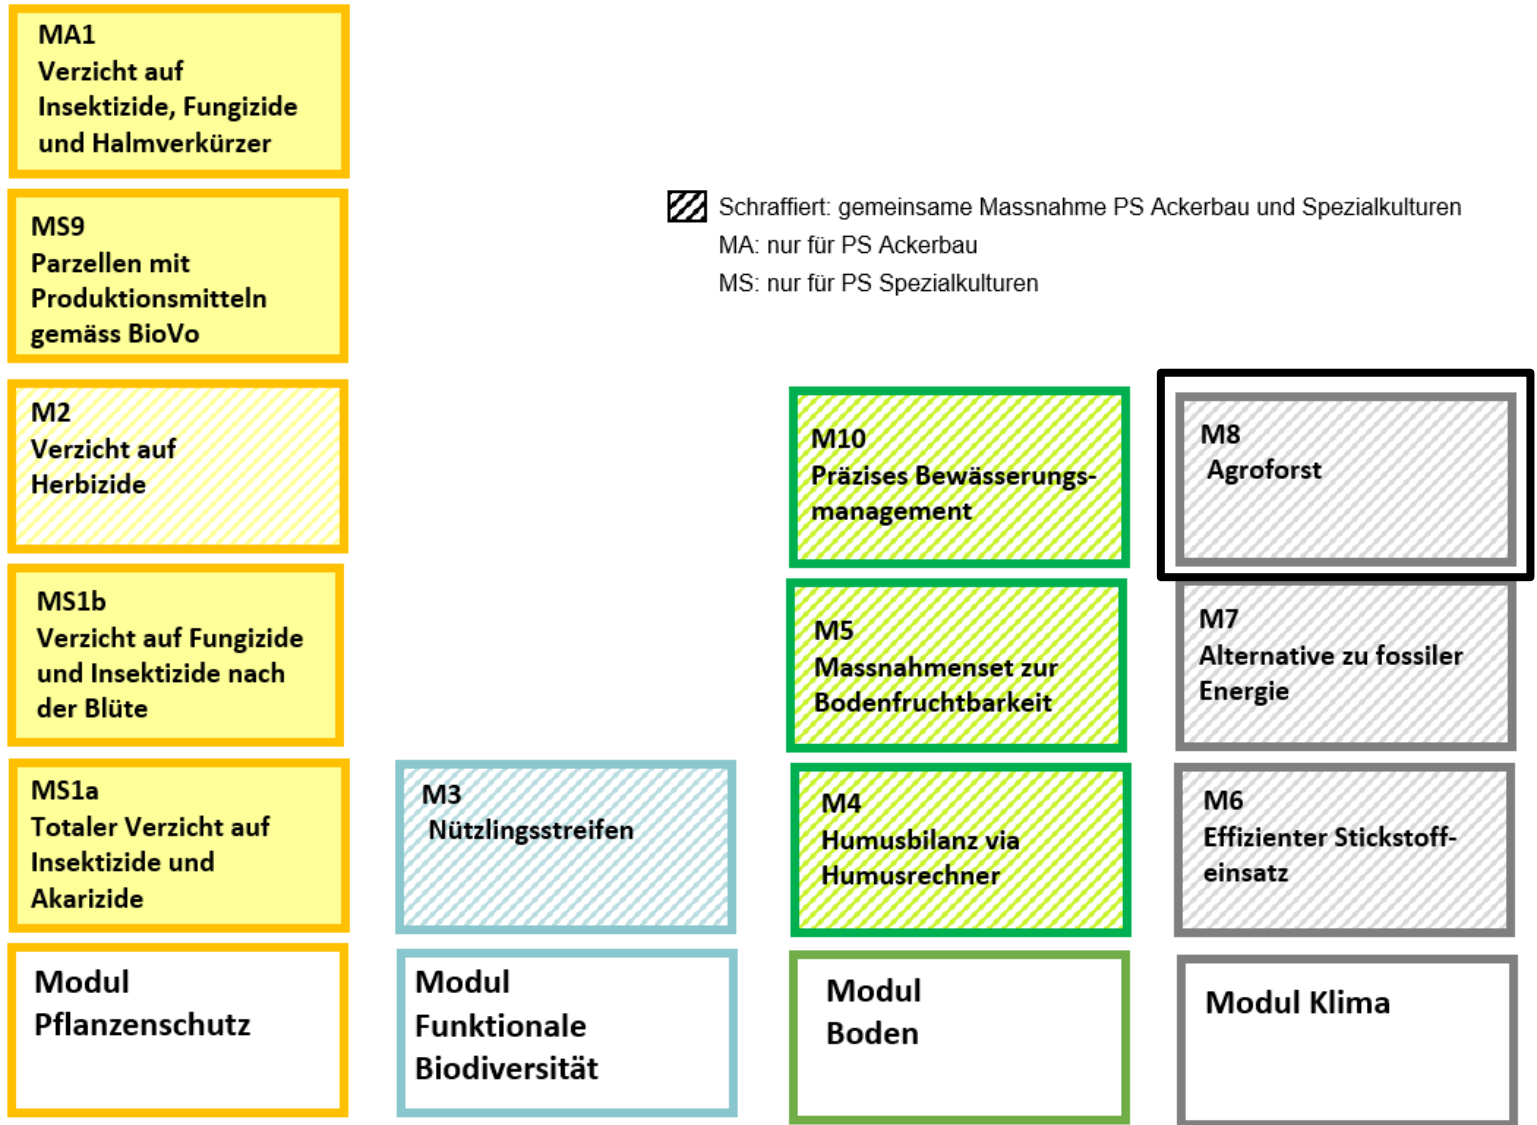 MA1
Verzicht auf
Insektizide, Fungizide
und Halmverkürzer
MS9
Parzellen mit
Produktionsmitteln
gemäss BioVo
M2
Verzicht auf
Herbizide
MS1b
Verzicht auf Fungizide
und Insektizide nach
der Blüte
MS1a
Totaler Verzicht auf
Insektizide und
Akarizide
Modul
Pflanzenschutz
M3
Nützlingsstreifen
Modul
Funktionale
Biodiversität
Schraffiert: gemeinsame Massnahme PS Ackerbau und Spezialkulturen
MA: nur für PS Ackerbau
MS: nur für PS Spezialkulturen
M10
Präzises Bewässerungs-
management
M5
Massnahmenset zur
Bodenfruchtbarkeit
M4
Humusbilanz via
Humusrechner
Modul
Boden
M8
Agroforst
M7
Alternative zu fossiler
Energie
M6
Effizienter Stickstoff-
einsatz
Modul Klima